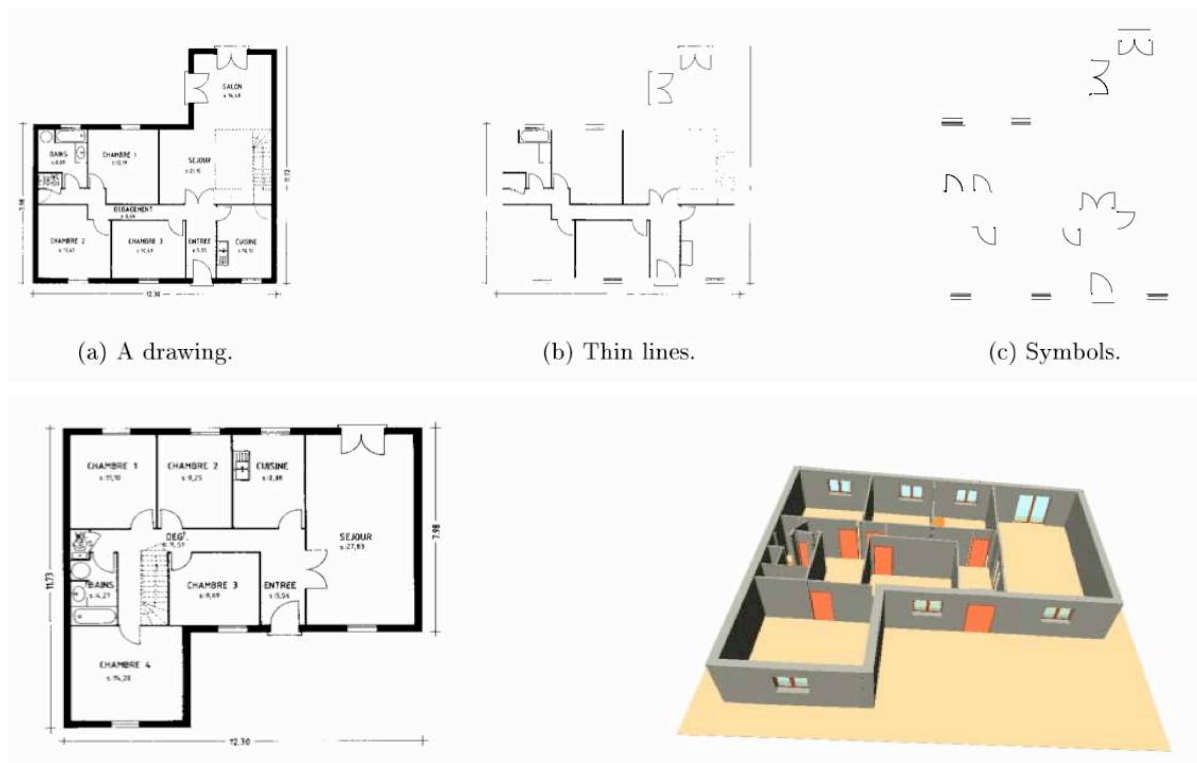 SALON
BAINS
CHAMBRE 1
SEJOUR
DEGAGEMENT
CHAMBRE 2
CHAMBRE 3
ENTREE
CUISINE
12.30
(a) A drawing.
(b) Thin lines.
(c) Symbols.
CHAMBRE 1
s:11,10
CHAMBRE 2
s:9,25
CUISINE
s:8,88
DEGT.
SEJOUR
s:27,83
7.98
11.73
BAINS
s:4,21
CHAMBRE 3
s:9,69
ENTREE
s:5,56
CHAMBRE 4
s:14,28
12.30